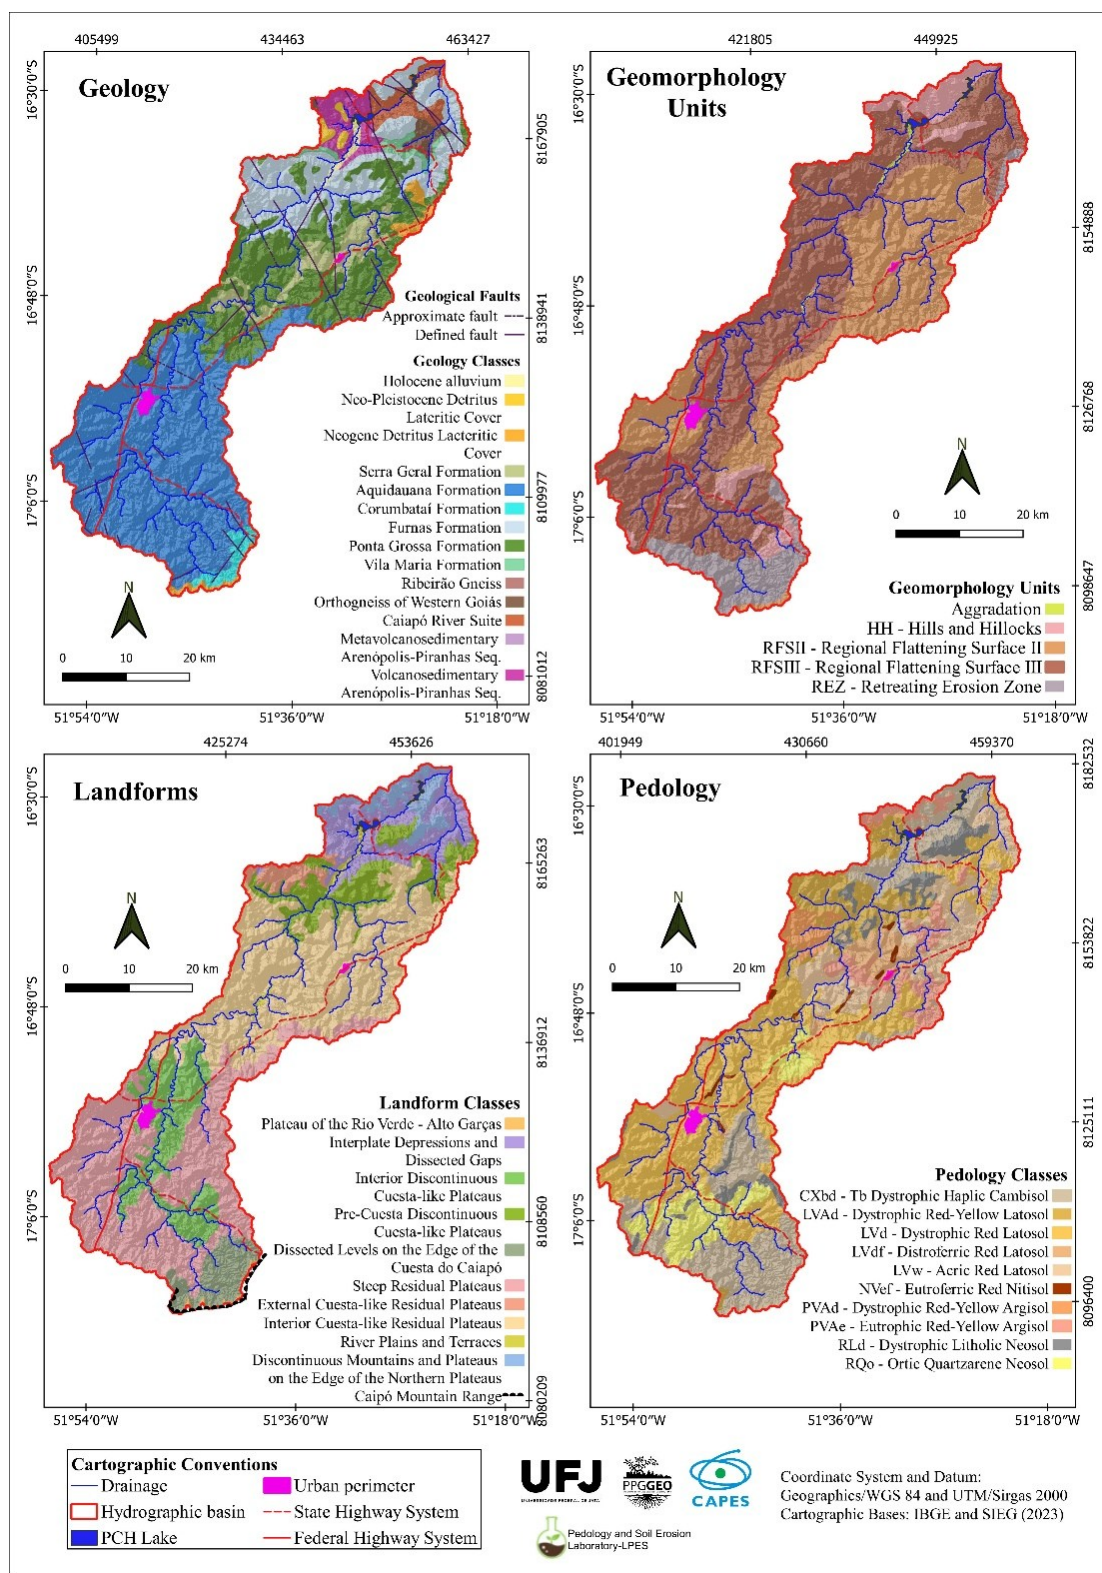 405499 434463 463427
Geology
16°30'0"S
16°48'0"S
17°6'0"S
8167905
8138941
8109977
8081012
Geological Faults
Approximate fault
Defined fault
Geology Classes
Holocene alluvium
Neo-Pleistocene Detritus
Lateritic Cover
Neogene Detritus Lacteritic
Cover
Serra Geral Formation
Aquidauana Formation
Corumbataí Formation
Furnas Formation
Ponta Grossa Formation
Vila Maria Formation
Ribeirão Gneiss
Orthogneiss of Western Goiás
Caiapó River Suite
Metavolcanosedimentary
Arenópolis-Piranhas Seq.
Volcanosedimentary
Arenópolis-Piranhas Seq.
N
0 10 20 km
51°54'0"W 51°36'0"W 51°18'0"W
421805 449925
Geomorphology
Units
16°30'0"S
16°48'0"S
17°6'0"S
8154888
8126768
8098647
N
0 10 20 km
Geomorphology Units
Aggradation
HH - Hills and Hillocks
RFSII - Regional Flattening Surface II
RFSIII - Regional Flattening Surface III
REZ - Retreating Erosion Zone
51°54'0"W 51°36'0"W 51°18'0"W
425274 453626
Landforms
16°30'0"S
16°48'0"S
17°6'0"S
8165263
8136912
8108560
8080209
N
0 10 20 km
Landform Classes
Plateau of the Rio Verde - Alto Garças
Interplate Depressions and
Dissected Gaps
Interior Discontinuous
Cuesta-like Plateaus
Pre-Cuesta Discontinuous
Cuesta-like Plateaus
Dissected Levels on the Edge of the
Cuesta do Caiapó
Steep Residual Plateaus
External Cuesta-like Residual Plateaus
Interior Cuesta-like Residual Plateaus
River Plains and Terraces
Discontinuous Mountains and Plateaus
on the Edge of the Northern Plateaus
Caipó Mountain Range
51°54'0"W 51°36'0"W 51°18'0"W
401949 430660 459370
Pedology
16°30'0"S
16°48'0"S
17°6'0"S
8182532
8153822
8125111
8096400
N
0 10 20 km
Pedology Classes
CXbd - Tb Dystrophic Haplic Cambisol
LVAd - Dystrophic Red-Yellow Latosol
LVd - Dystrophic Red Latosol
LVdf - Distroferric Red Latosol
LVw - Acric Red Latosol
NVef - Eutroferric Red Nitisol
PVAd - Dystrophic Red-Yellow Argisol
PVAe - Eutrophic Red-Yellow Argisol
RLd - Dystrophic Litholic Neosol
RQo - Ortic Quartzarene Neosol
51°54'0"W 51°36'0"W 51°18'0"W
Cartographic Conventions
Drainage
Hydrographic basin
PCH Lake
Urban perimeter
State Highway System
Federal Highway System
UFJ
UNIVERSIDADE FEDERAL DE JATAÍ
PPGGEO
CAPES
Pedology and Soil Erosion
Laboratory-LPES
Coordinate System and Datum:
Geographics/WGS 84 and UTM/Sirgas 2000
Cartographic Bases: IBGE and SIEG (2023)